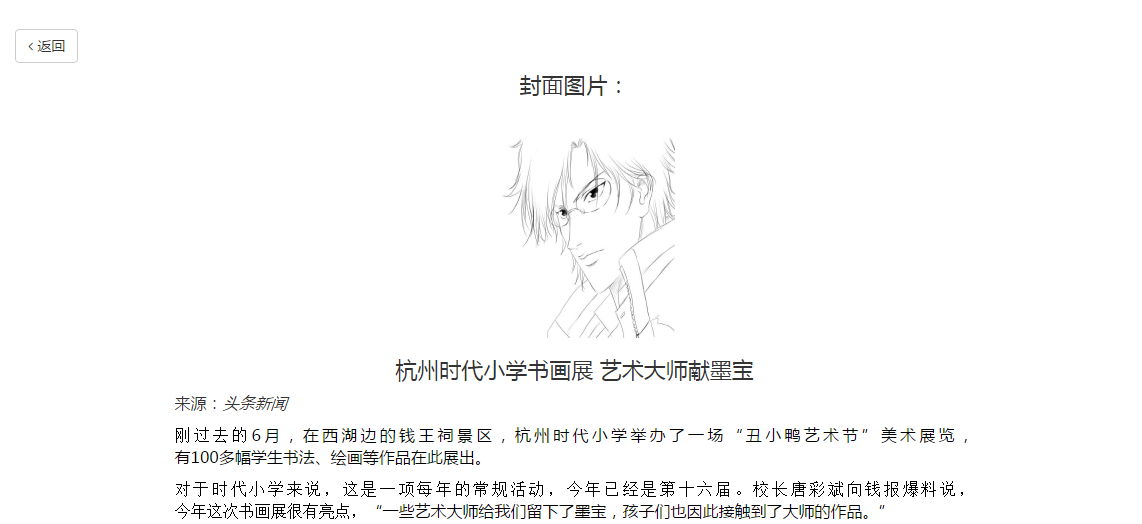 < 返回
封面图片：
杭州时代小学书画展 艺术大师献墨宝
来源：头条新闻
刚过去的6月，在西湖边的钱王祠景区，杭州时代小学举办了一场“丑小鸭艺术节”美术展览，
有100多幅学生书法、绘画等作品在此展出。
对于时代小学来说，这是一项每年的常规活动，今年已经是第十六届。校长唐彩斌向钱报爆料说，
今年这次书画展很有亮点，“一些艺术大师给我们留下了墨宝，孩子们也因此接触到了大师的作品。”